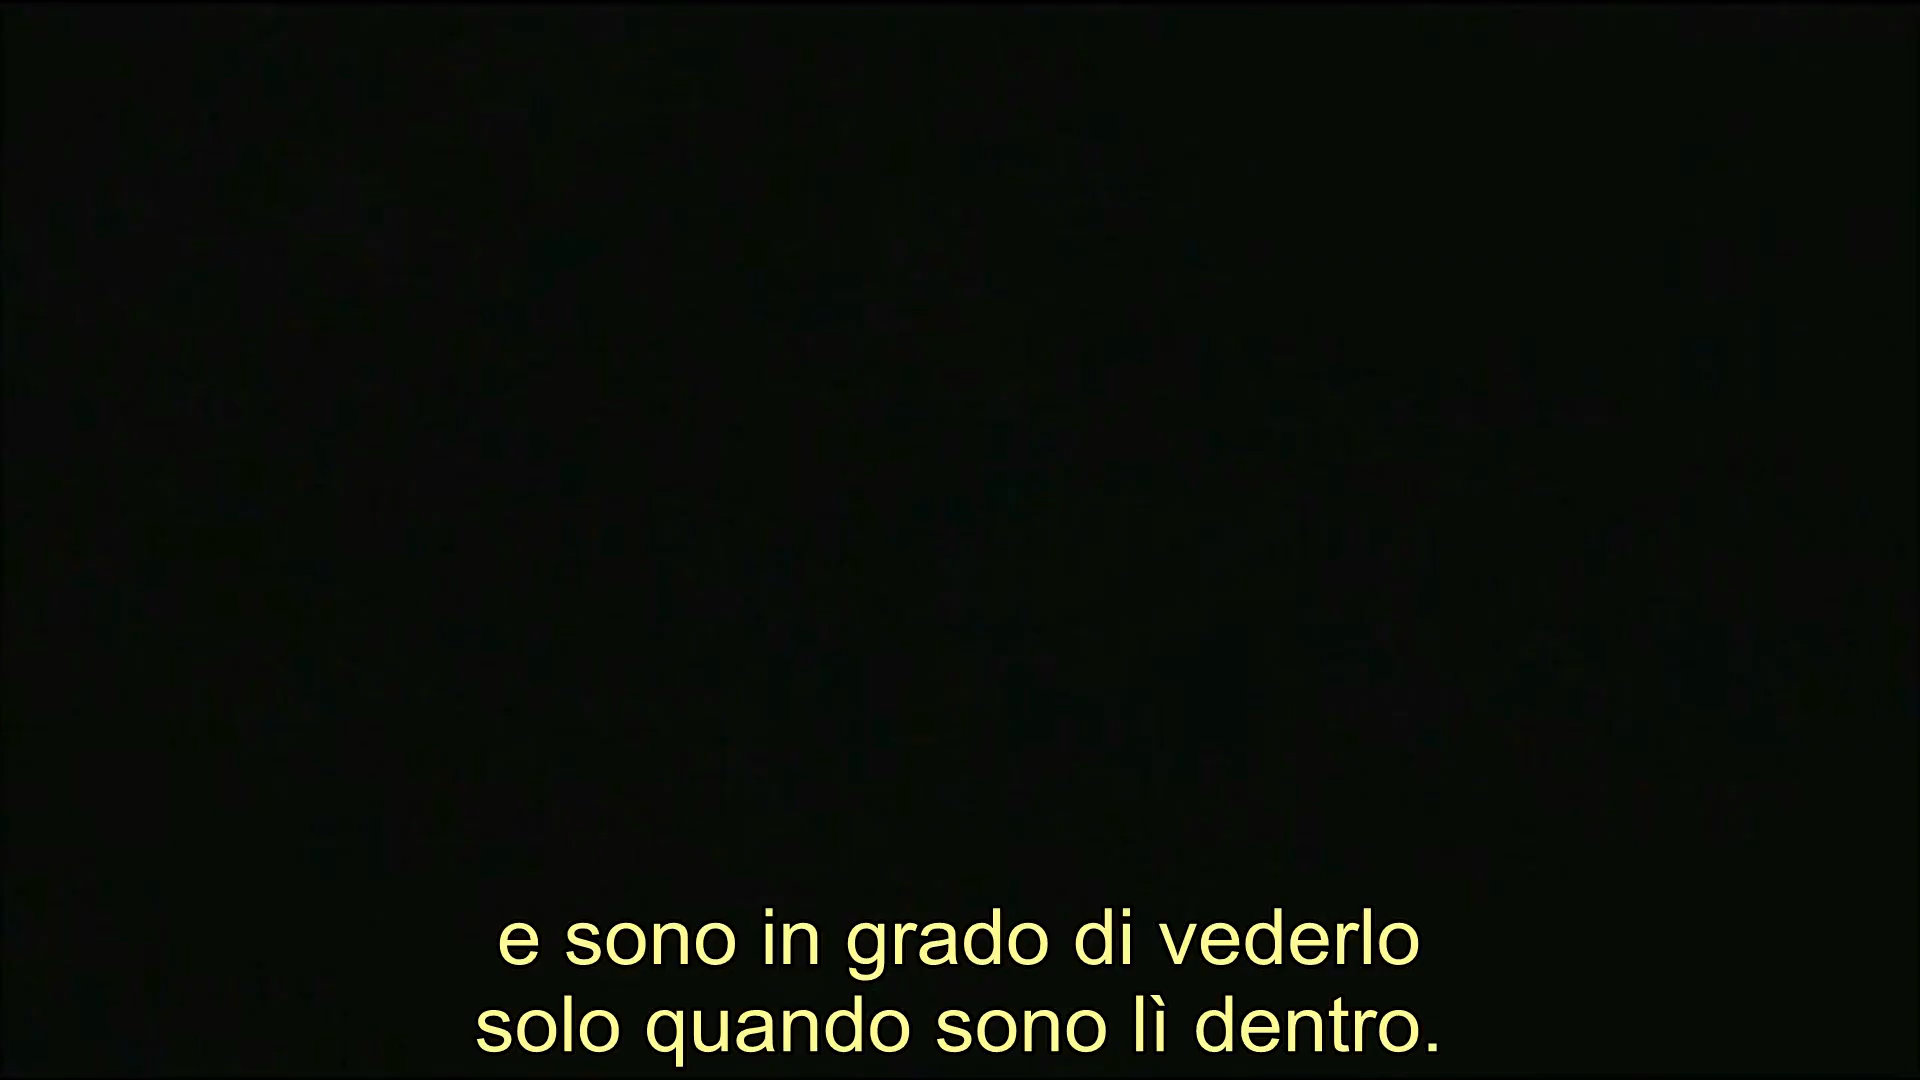 e sono in grado di vederlo
solo quando sono lì dentro.